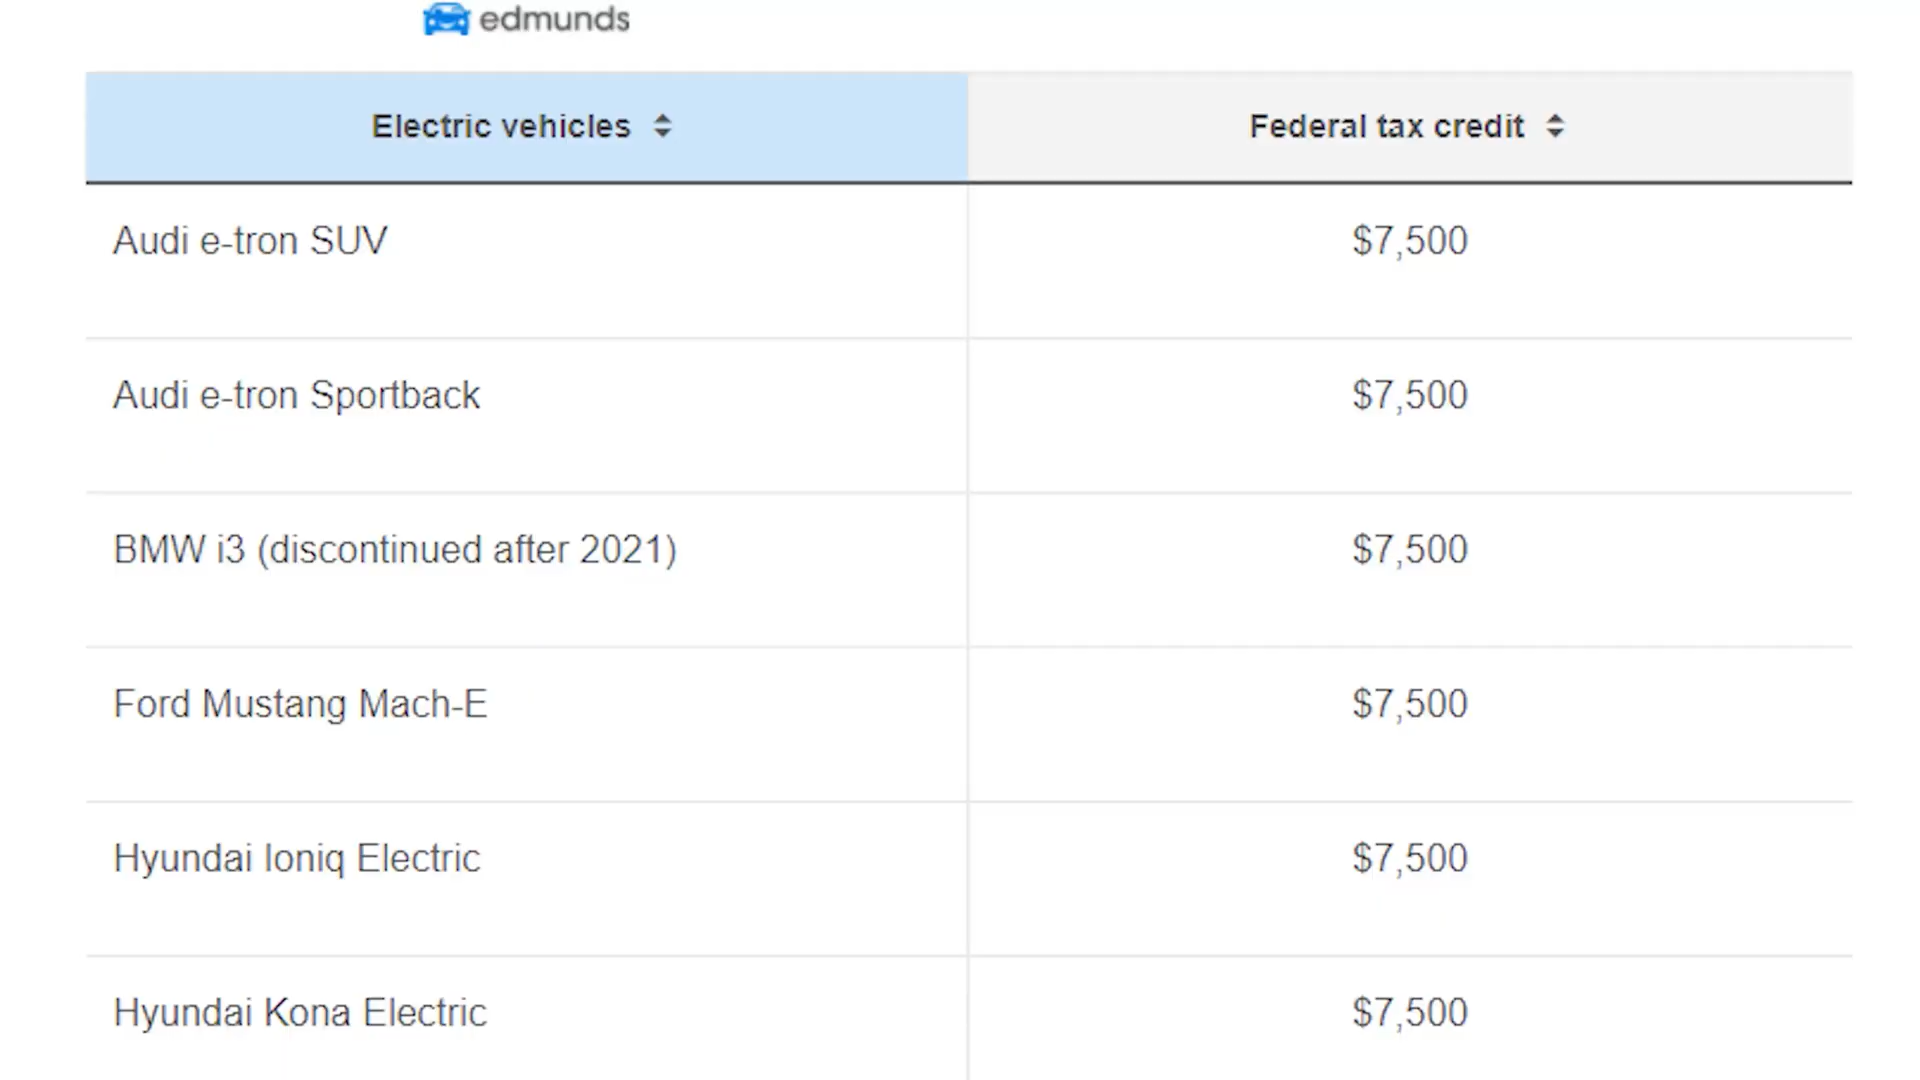 edmunds
Electric vehicles Federal tax credit
Audi e-tron SUV $7,500
Audi e-tron Sportback $7,500
BMW i3 (discontinued after 2021) $7,500
Ford Mustang Mach-E $7,500
Hyundai Ioniq Electric $7,500
Hyundai Kona Electric $7,500